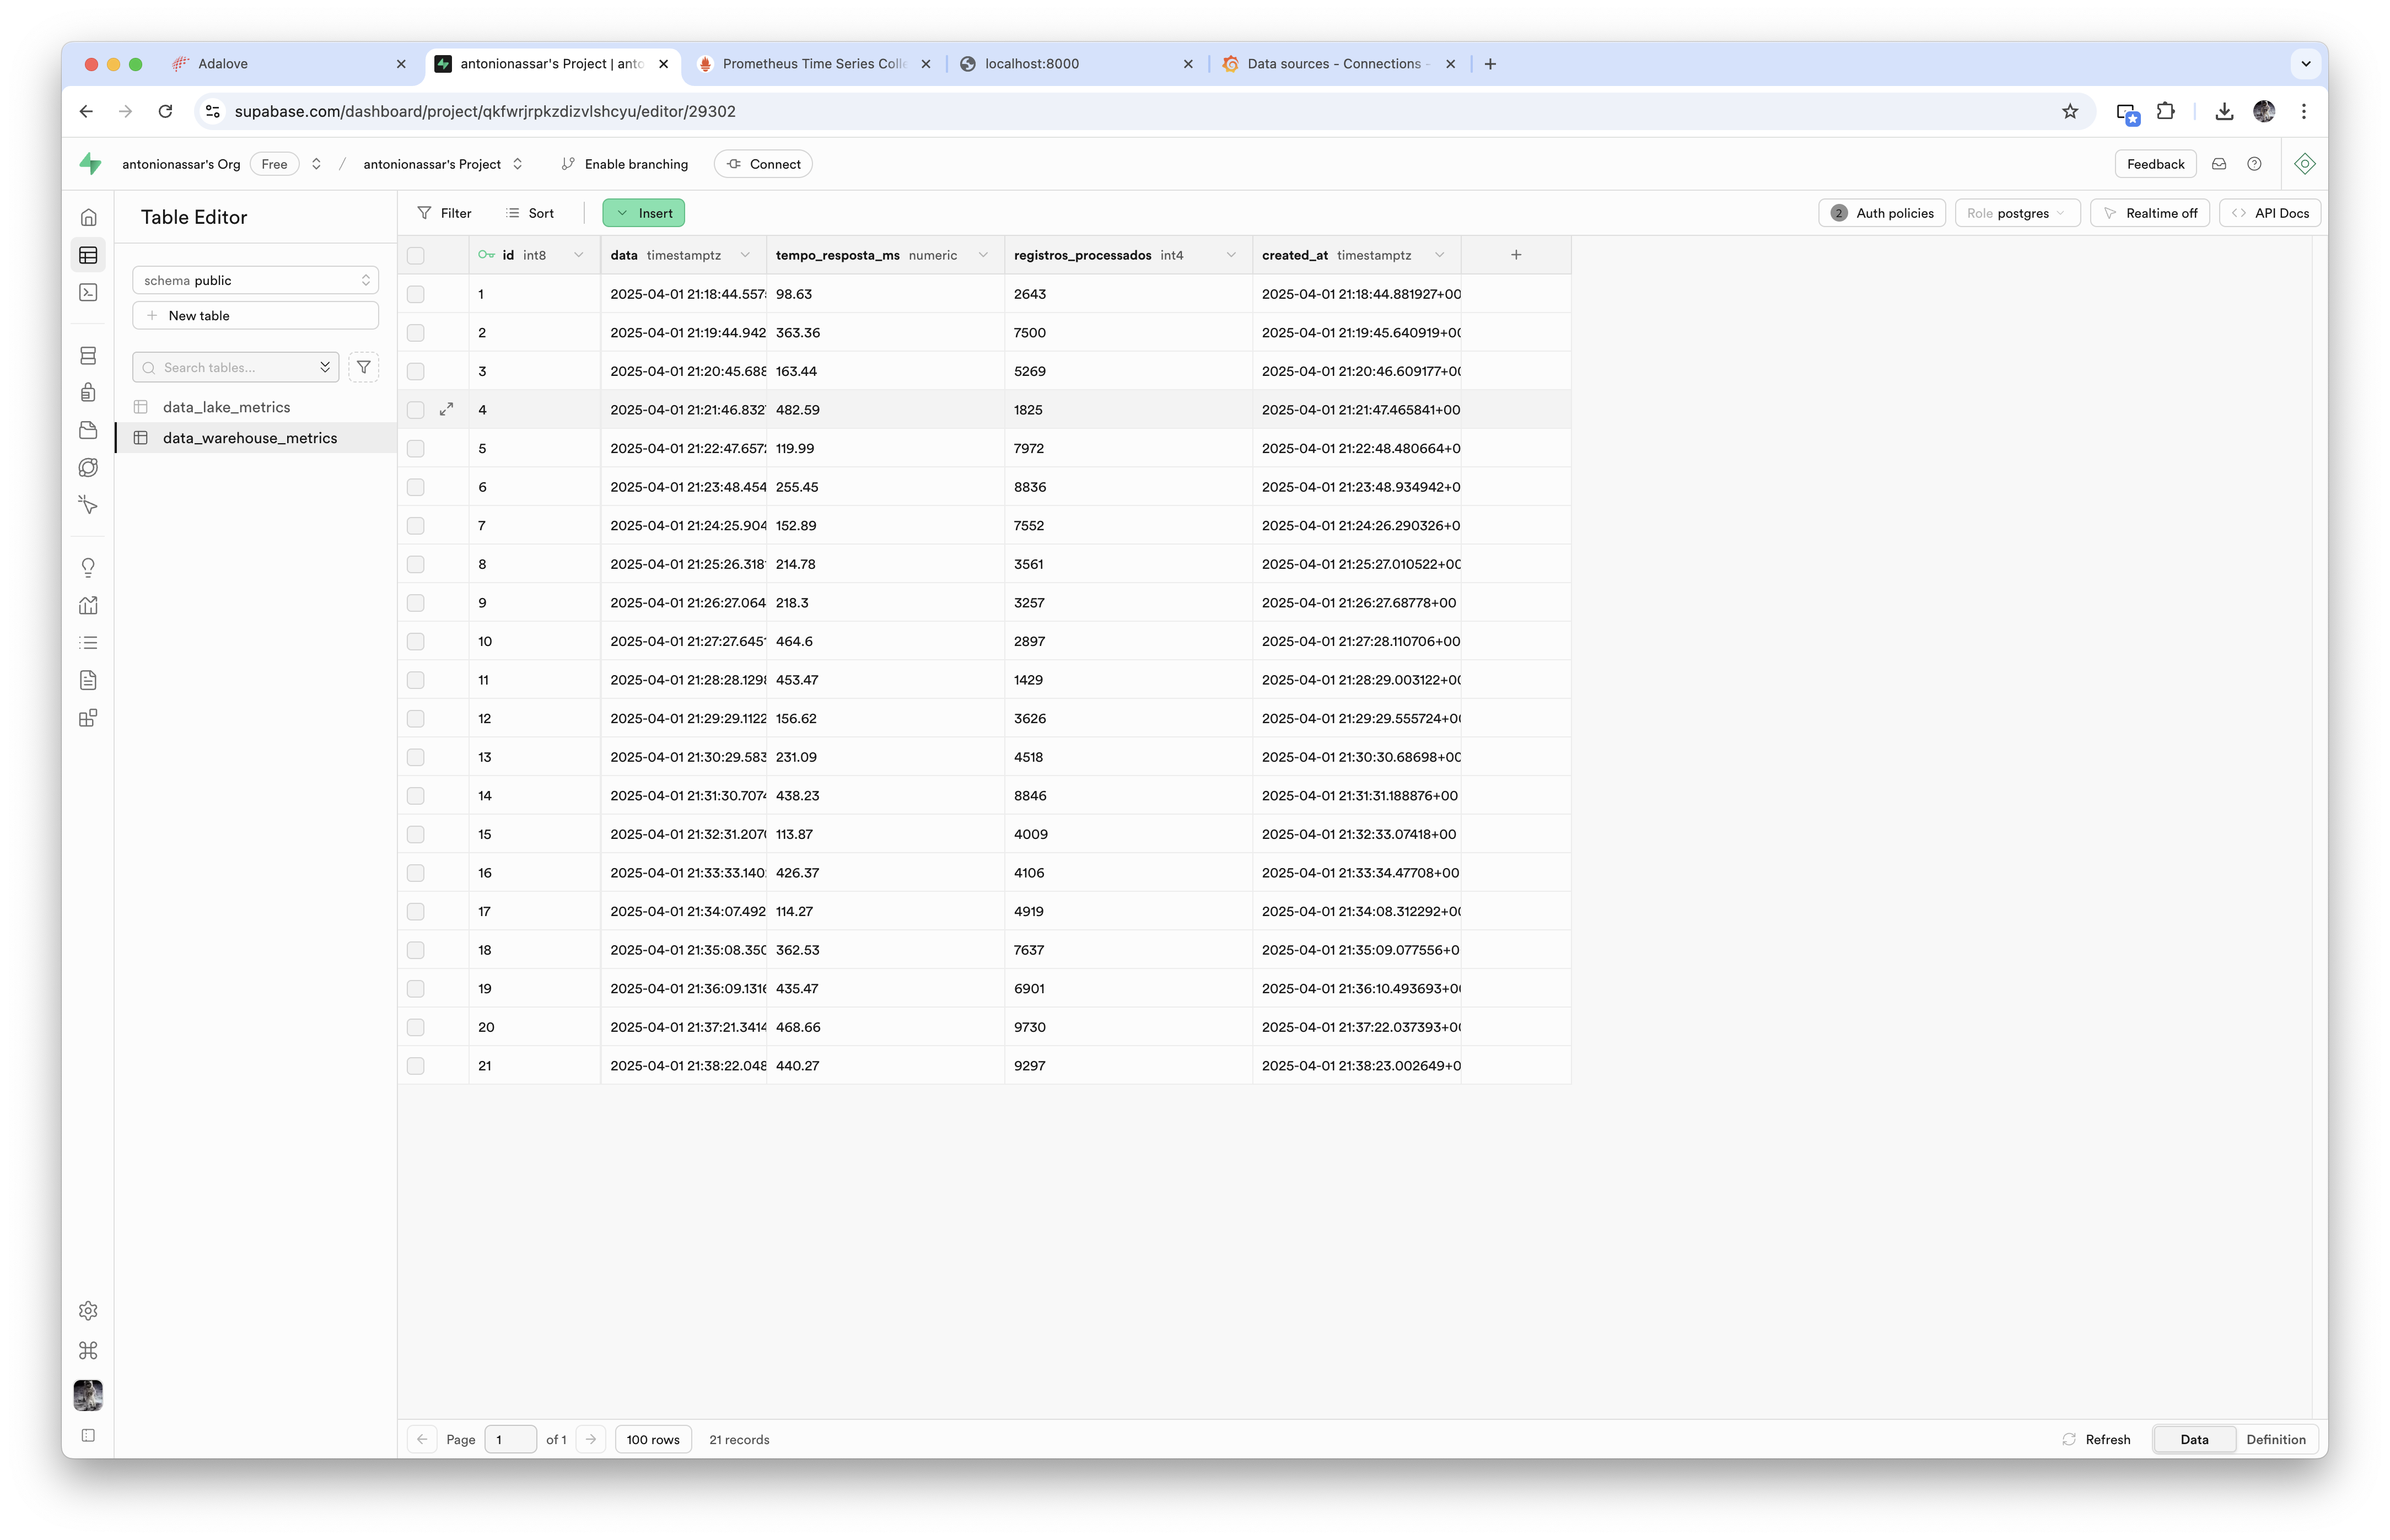 Adalove
antonionassar's Project | anto
Prometheus Time Series Colle
localhost:8000
Data sources - Connections -
supabase.com/dashboard/project/qkfwrjrpkzdizvlshcyu/editor/29302
antonionassar's Org Free / antonionassar's Project Enable branching Connect Feedback
Table Editor
Filter Sort Insert 2 Auth policies Role postgres Realtime off API Docs
schema public
New table
Search tables...
data_lake_metrics
data_warehouse_metrics
id int8 data timestamptz tempo_resposta_ms numeric registros_processados int4 created_at timestamptz
1 2025-04-01 21:18:44.557 98.63 2643 2025-04-01 21:18:44.881927+00
2 2025-04-01 21:19:44.942 363.36 7500 2025-04-01 21:19:45.640919+00
3 2025-04-01 21:20:45.688 163.44 5269 2025-04-01 21:20:46.609177+00
4 2025-04-01 21:21:46.832 482.59 1825 2025-04-01 21:21:47.465841+00
5 2025-04-01 21:22:47.657 119.99 7972 2025-04-01 21:22:48.480664+0
6 2025-04-01 21:23:48.454 255.45 8836 2025-04-01 21:23:48.934942+0
7 2025-04-01 21:24:25.904 152.89 7552 2025-04-01 21:24:26.290326+0
8 2025-04-01 21:25:26.318 214.78 3561 2025-04-01 21:25:27.010522+00
9 2025-04-01 21:26:27.064 218.3 3257 2025-04-01 21:26:27.68778+00
10 2025-04-01 21:27:27.645 464.6 2897 2025-04-01 21:27:28.110706+00
11 2025-04-01 21:28:28.129 453.47 1429 2025-04-01 21:28:29.003122+00
12 2025-04-01 21:29:29.1122 156.62 3626 2025-04-01 21:29:29.555724+00
13 2025-04-01 21:30:29.583 231.09 4518 2025-04-01 21:30:30.68698+00
14 2025-04-01 21:31:30.707 438.23 8846 2025-04-01 21:31:31.188876+00
15 2025-04-01 21:32:31.207 113.87 4009 2025-04-01 21:32:33.07418+00
16 2025-04-01 21:33:33.140 426.37 4106 2025-04-01 21:33:34.47708+00
17 2025-04-01 21:34:07.492 114.27 4919 2025-04-01 21:34:08.312292+00
18 2025-04-01 21:35:08.350 362.53 7637 2025-04-01 21:35:09.077556+0
19 2025-04-01 21:36:09.1316 435.47 6901 2025-04-01 21:36:10.493693+0
20 2025-04-01 21:37:21.3414 468.66 9730 2025-04-01 21:37:22.037393+00
21 2025-04-01 21:38:22.048 440.27 9297 2025-04-01 21:38:23.002649+0
Page 1 of 1 100 rows 21 records Refresh Data Definition